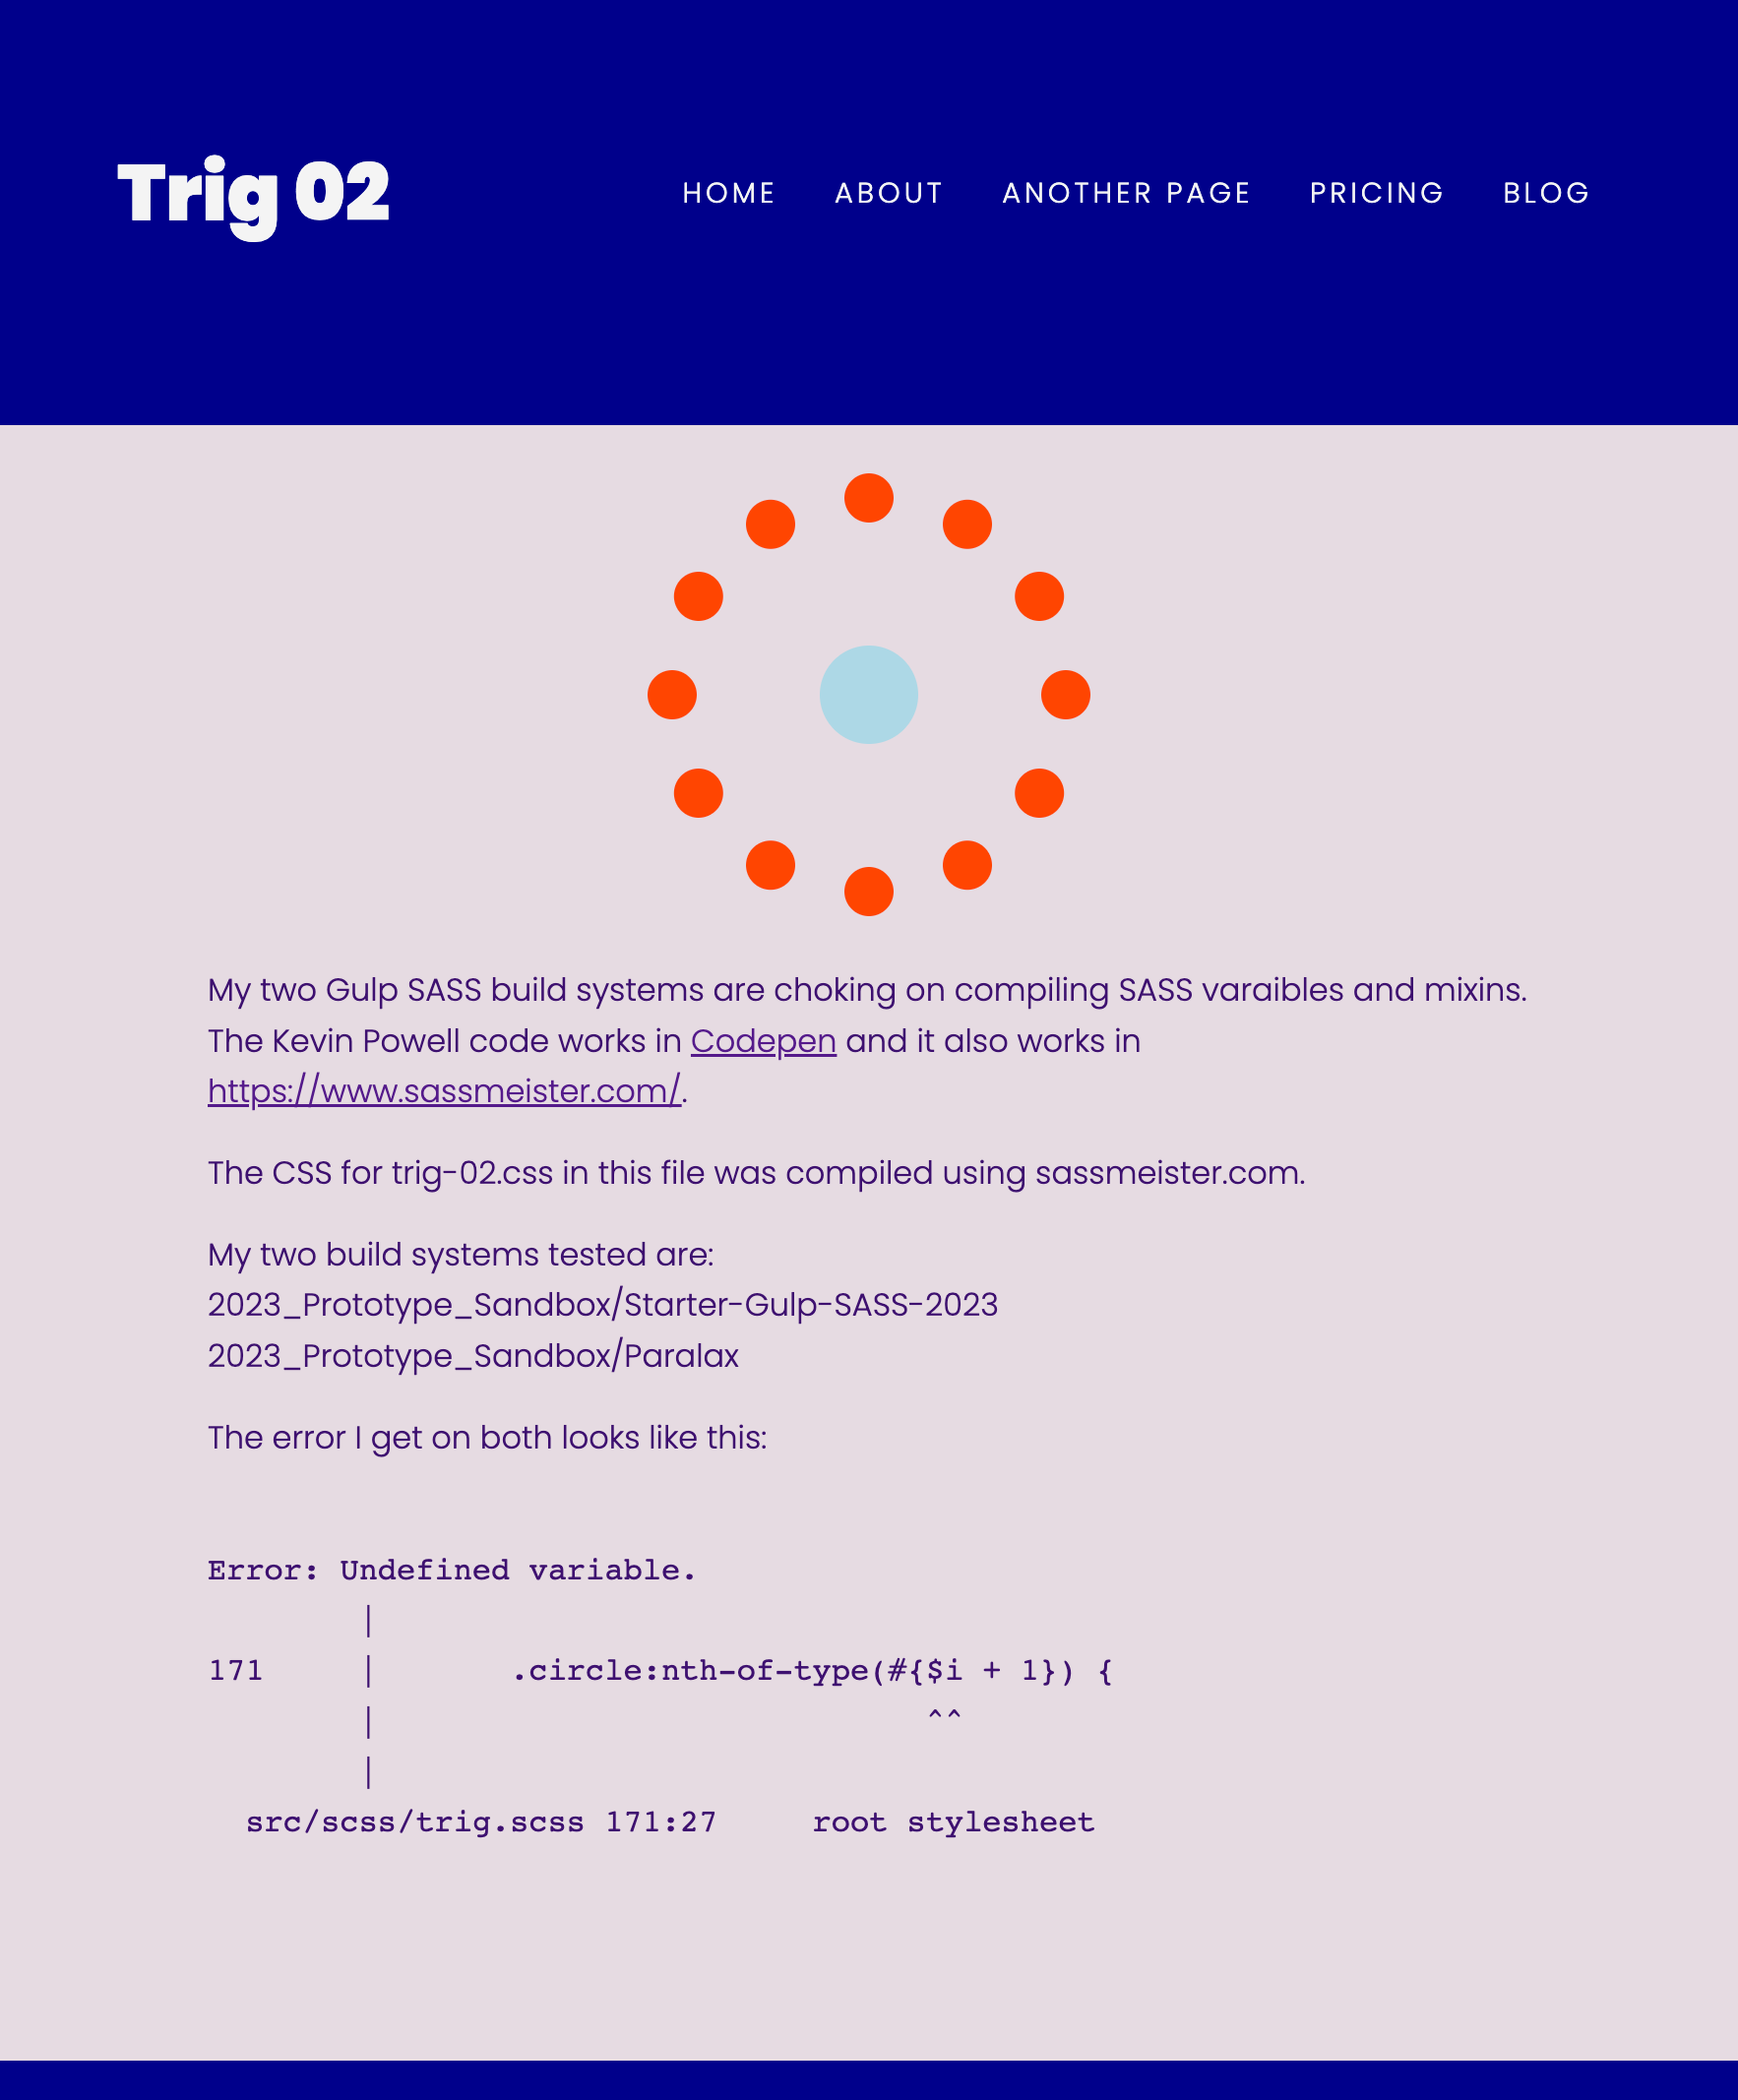 Trig 02
HOME ABOUT ANOTHER PAGE PRICING BLOG
My two Gulp SASS build systems are choking on compiling SASS varaibles and mixins.
The Kevin Powell code works in Codepen and it also works in
https://www.sassmeister.com/.
The CSS for trig-02.css in this file was compiled using sassmeister.com.
My two build systems tested are:
2023_Prototype_Sandbox/Starter-Gulp-SASS-2023
2023_Prototype_Sandbox/Paralax
The error I get on both looks like this:
Error: Undefined variable.
|
171 | .circle:nth-of-type(#{$i + 1}) {
| ^^
|
src/scss/trig.scss 171:27 root stylesheet